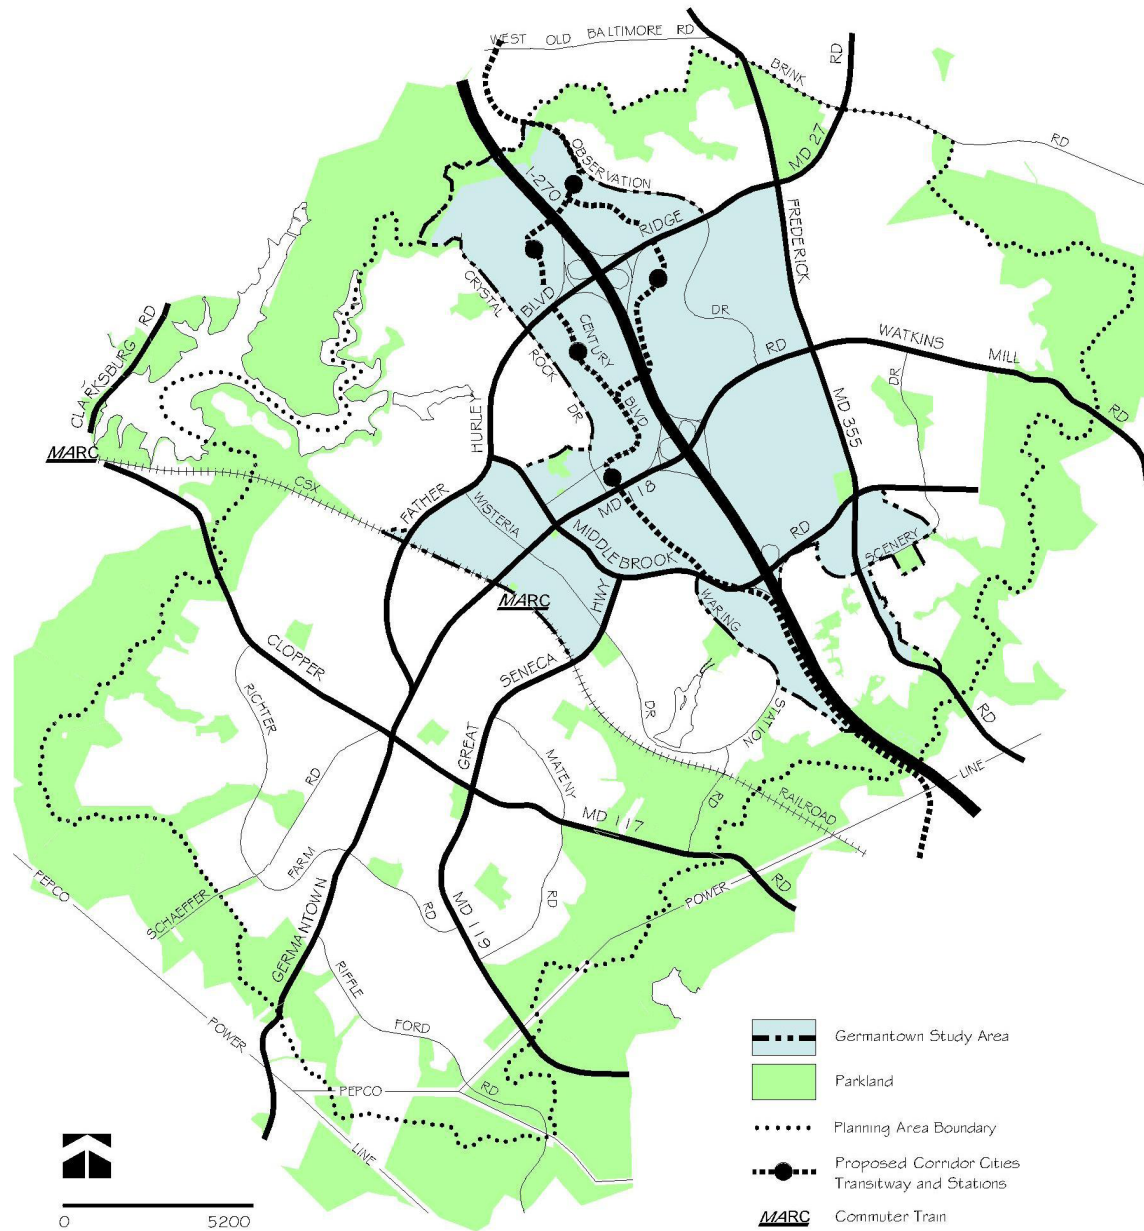 WEST OLD BALTIMORE RD
BRINK
RD
RD
MD 27
OBSERVATION
I-270
RIDGE
FREDERICK
CRYSTAL
BLVD
DR
CENTURY
ROCK
BLVD
DR
RD
WATKINS
MILL
RD
DR
MD 355
CLARKSBURG RD
HURLEY
MARC
CSX
FATHER
WISTERIA
MD 118
MIDDLEBROOK
RD
SCENERY
MARC
HWY
WARING
CLOPPER
SENECA
RICHTER
DR
STATION
RD
GREAT
MATENY
RD
LINE
RAILROAD
RD
MD 117
FARM
RD
POWER
PEPCO
SCHAEFFER
GERMANTOWN
RD
MD 119
RD
RIFFLE
FORD
RD
POWER
PEPCO
LINE
Germantown Study Area
Parkland
Planning Area Boundary
Proposed Corridor Cities
Transitway and Stations
MARC Commuter Train
0 5200